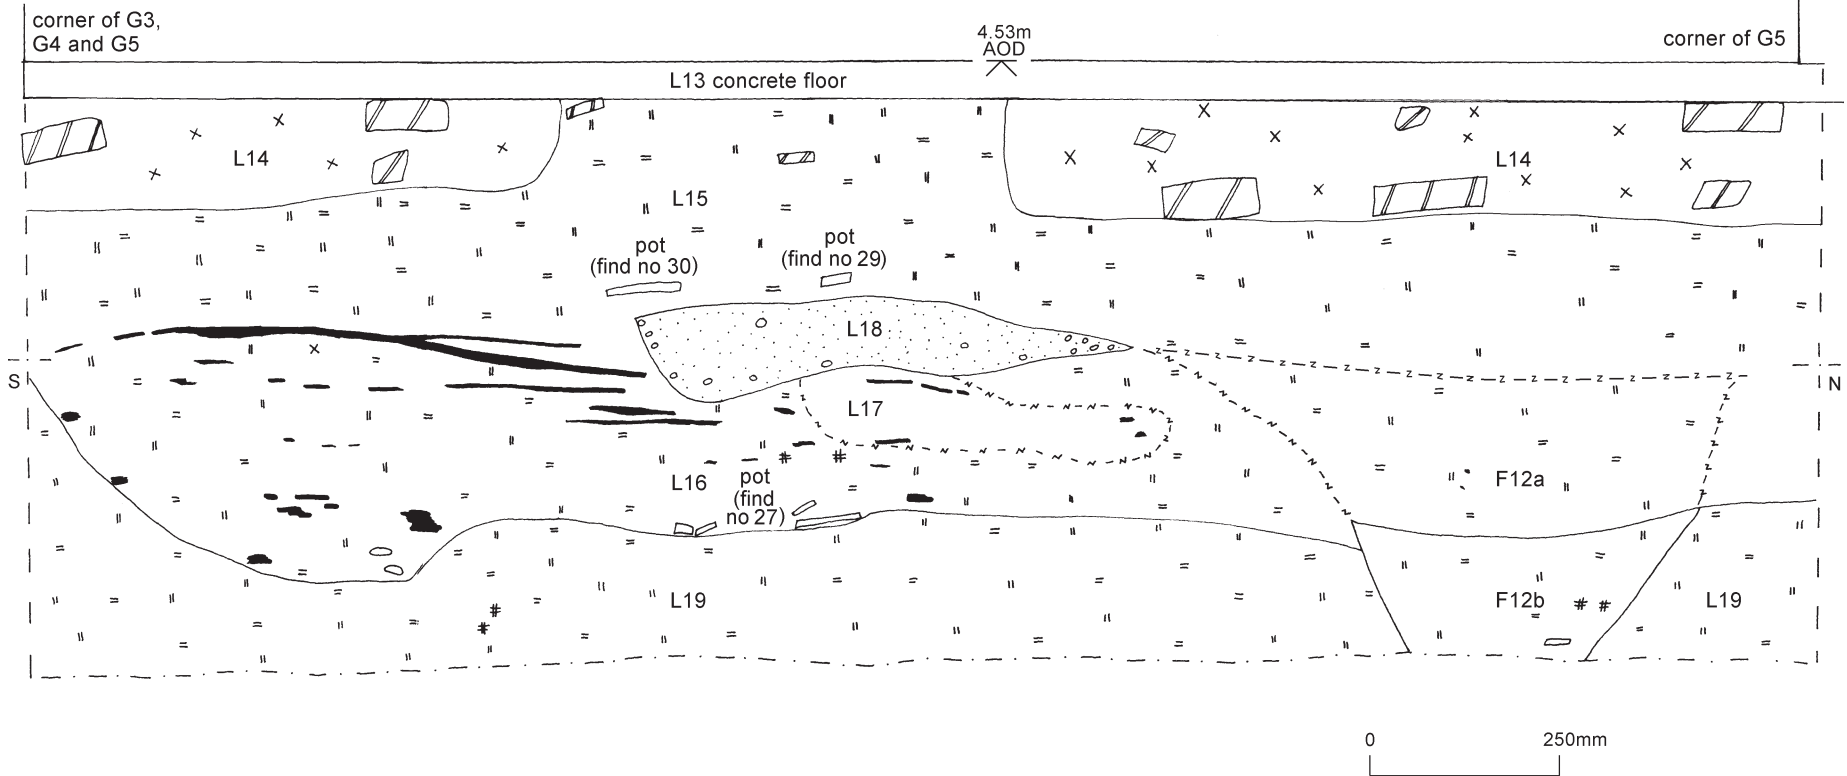 corner of G3,
G4 and G5
4.53m
AOD
corner of G5
L13 concrete floor
L14
L14
L15
pot
(find no 30)
pot
(find no 29)
L18
S
N
L17
L16
pot
(find
no 27)
F12a
L19
F12b
L19
0
250mm